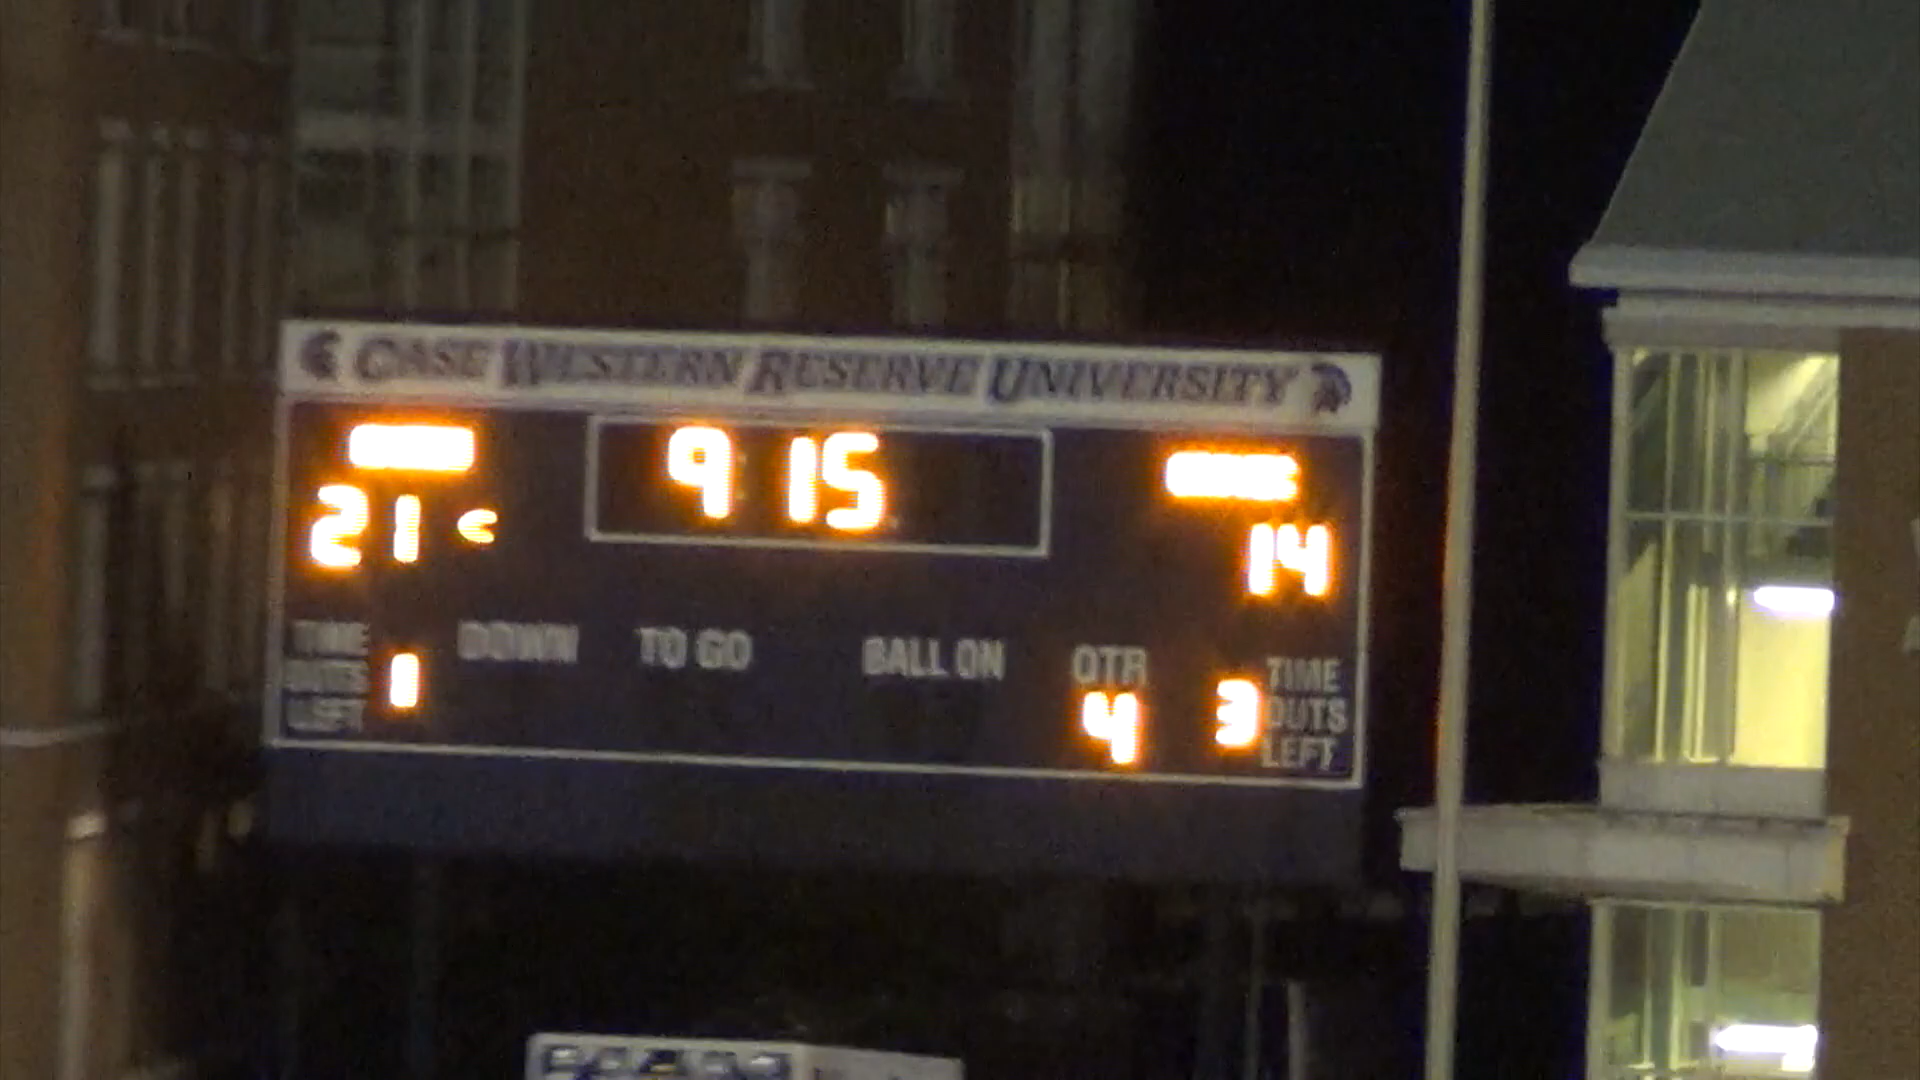 CASE WESTERN RESERVE UNIVERSITY
9 15
21 <
14
TIME OUTS LEFT 1
DOWN
TO GO
BALL ON
QTR 4
3 TIME OUTS LEFT